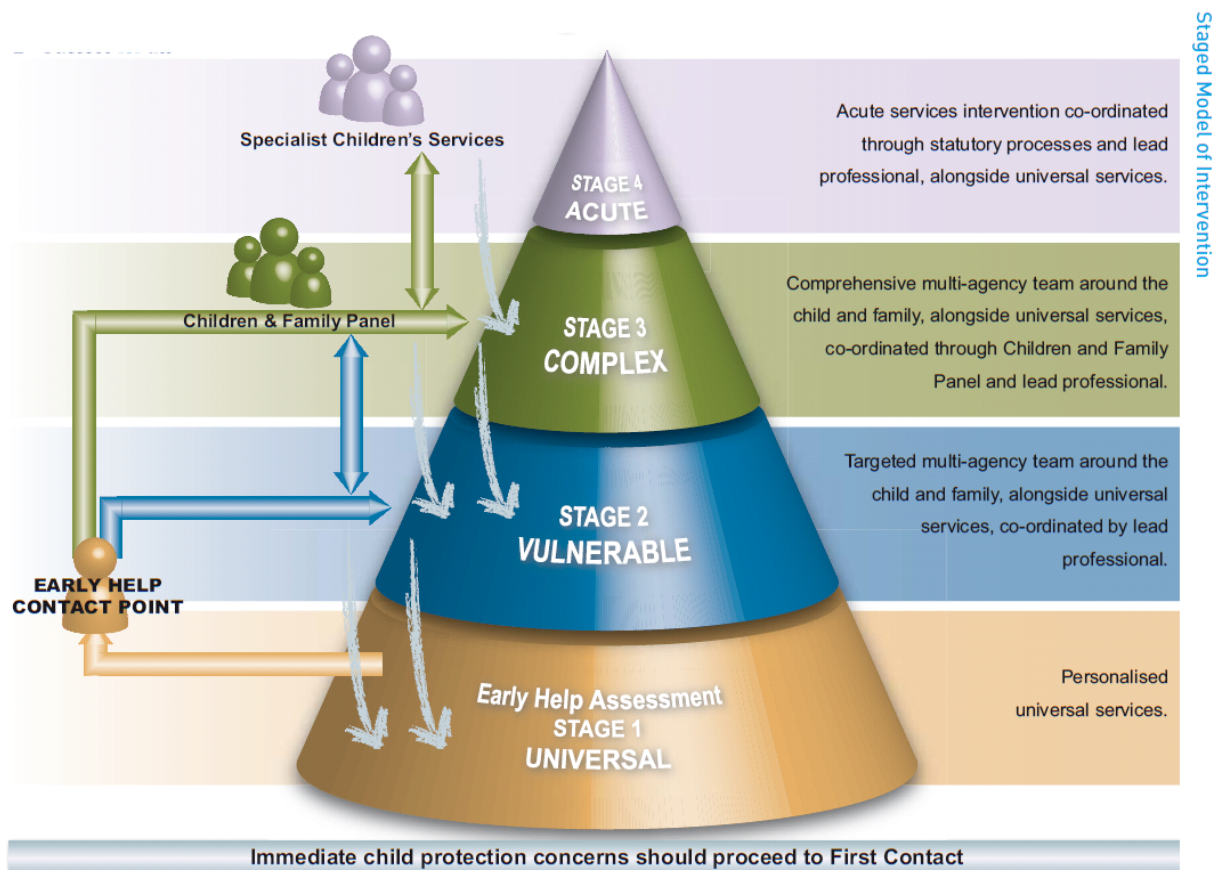 Staged Model of Intervention
Specialist Children's Services
STAGE 4
ACUTE
Acute services intervention co-ordinated
through statutory processes and lead
professional, alongside universal services.
Children & Family Panel
STAGE 3
COMPLEX
Comprehensive multi-agency team around the
child and family, alongside universal services,
co-ordinated through Children and Family
Panel and lead professional.
STAGE 2
VULNERABLE
Targeted multi-agency team around the
child and family, alongside universal
services, co-ordinated by lead
professional.
EARLY HELP
CONTACT POINT
Early Help Assessment
STAGE 1
UNIVERSAL
Personalised
universal services.
Immediate child protection concerns should proceed to First Contact